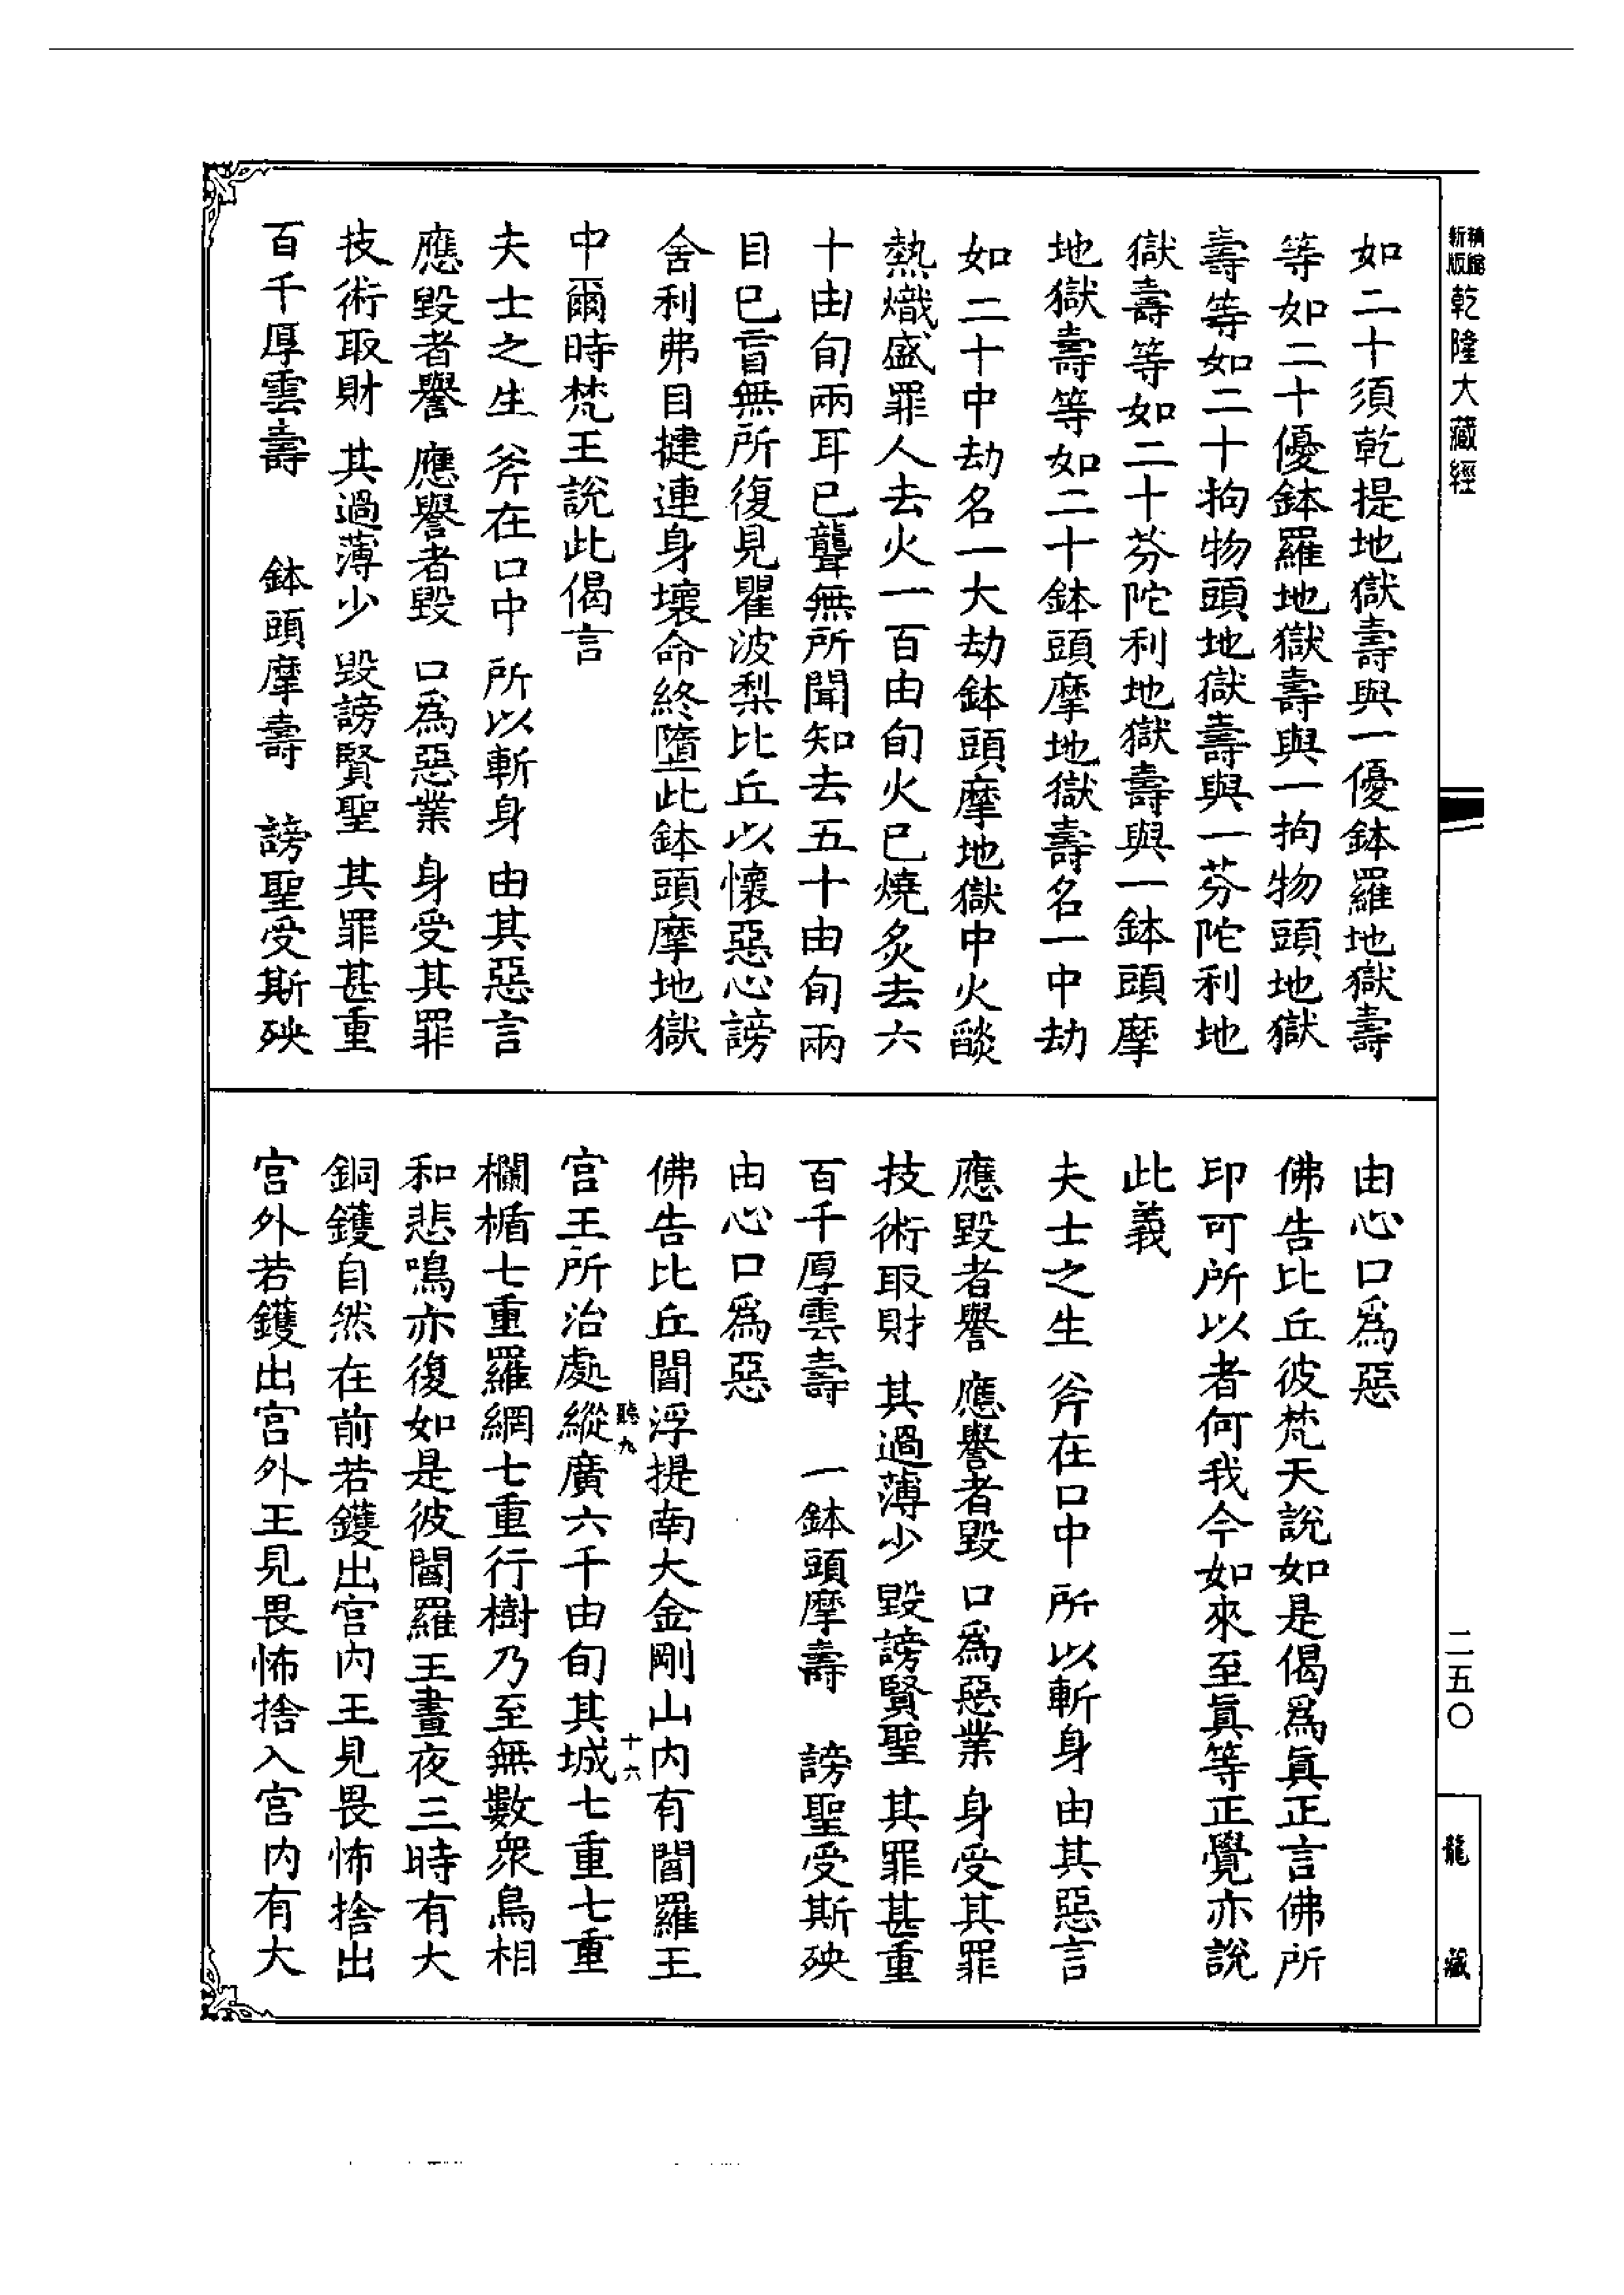 新版精縮乾隆大藏經
如二十須乾提地獄壽與一優鉢羅地獄壽
等如二十優鉢羅地獄壽與一拘物頭地獄
壽等如二十拘物頭地獄壽與一芬陀利地
獄壽等如二十芬陀利地獄壽與一鉢頭摩
地獄壽等如二十鉢頭摩地獄壽名一中劫
如二十中劫名一大劫鉢頭摩地獄中火燄
熱熾盛罪人去火一百由旬火已燒炙去六
十由旬兩耳已聾無所聞知去五十由旬兩
目已盲無所復見瞿波梨比丘以懷惡心謗
舍利弗目揵連身壞命終墮此鉢頭摩地獄
中爾時梵王說此偈言
夫士之生　斧在口中　所以斬身　由其惡言
應毀者譽　應譽者毀　口為惡業　身受其罪
技術取財　其過薄少　毀謗賢聖　其罪甚重
百千厚雲壽　鉢頭摩壽　謗聖受斯殃
由心口為惡
佛告比丘彼梵天說如是偈為眞正言佛所
印可所以者何我今如來至眞等正覺亦說
此義
夫士之生　斧在口中　所以斬身　由其惡言
應毀者譽　應譽者毀　口為惡業　身受其罪
技術取財　其過薄少　毀謗賢聖　其罪甚重
百千厚雲壽　一鉢頭摩壽　謗聖受斯殃
由心口為惡
佛告比丘閻浮提南大金剛山内有閻羅王
聽九　十六
宮王所治處縱廣六千由旬其城七重七重
欄楯七重羅網七重行樹乃至無數眾鳥相
和悲鳴亦復如是彼閻羅王晝夜三時有大
銅鑊自然在前若鑊出宮内王見畏怖捨出
宮外若鑊出宮外王見畏怖捨入宮内有大
二五〇
龍藏